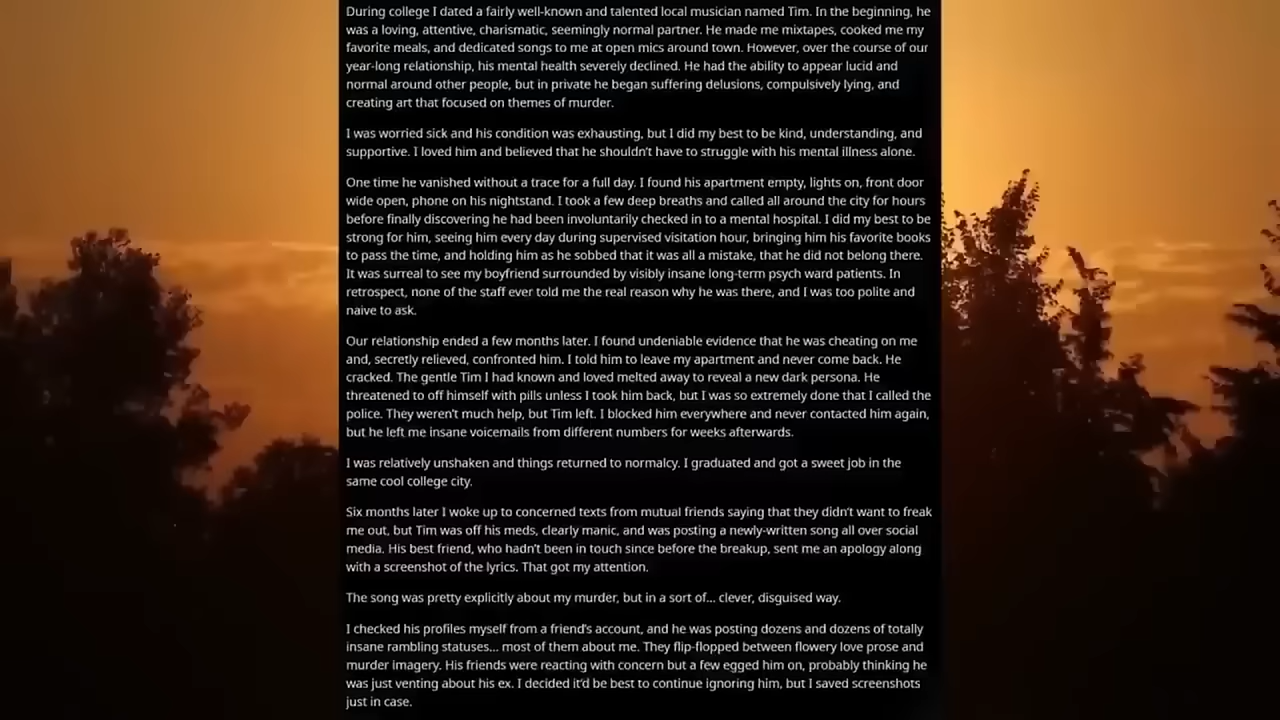 During college I dated a fairly well-known and talented local musician named Tim. In the beginning, he
was a loving, attentive, charismatic, seemingly normal partner. He made me mixtapes, cooked me my
favorite meals, and dedicated songs to me at open mics around town. However, over the course of our
year-long relationship, his mental health severely declined. He had the ability to appear lucid and
normal around other people, but in private he began suffering delusions, compulsively lying, and
creating art that focused on themes of murder.
I was worried sick and his condition was exhausting, but I did my best to be kind, understanding, and
supportive. I loved him and believed that he shouldn't have to struggle with his mental illness alone.
One time he vanished without a trace for a full day. I found his apartment empty, lights on, front door
wide open, phone on his nightstand. I took a few deep breaths and called all around the city for hours
before finally discovering he had been involuntarily checked in to a mental hospital. I did my best to be
strong for him, seeing him every day during supervised visitation hour, bringing him his favorite books
to pass the time, and holding him as he sobbed that it was all a mistake, that he did not belong there.
It was surreal to see my boyfriend surrounded by visibly insane long-term psych ward patients. In
retrospect, none of the staff ever told me the real reason why he was there, and I was too polite and
naive to ask.
Our relationship ended a few months later. I found undeniable evidence that he was cheating on me
and, secretly relieved, confronted him. I told him to leave my apartment and never come back. He
cracked. The gentle Tim I had known and loved melted away to reveal a new dark persona. He
threatened to off himself with pills unless I took him back, but I was so extremely done that I called the
police. They weren't much help, but Tim left. I blocked him everywhere and never contacted him again,
but he left me insane voicemails from different numbers for weeks afterwards.
I was relatively unshaken and things returned to normalcy. I graduated and got a sweet job in the
same cool college city.
Six months later I woke up to concerned texts from mutual friends saying that they didn't want to freak
me out, but Tim was off his meds, clearly manic, and was posting a newly-written song all over social
media. His best friend, who hadn't been in touch since before the breakup, sent me an apology along
with a screenshot of the lyrics. That got my attention.
The song was pretty explicitly about my murder, but in a sort of... clever, disguised way.
I checked his profiles myself from a friend's account, and he was posting dozens and dozens of totally
insane rambling statuses... most of them about me. They flip-flopped between flowery love prose and
murder imagery. His friends were reacting with concern but a few egged him on, probably thinking he
was just venting about his ex. I decided it'd be best to continue ignoring him, but I saved screenshots
just in case.